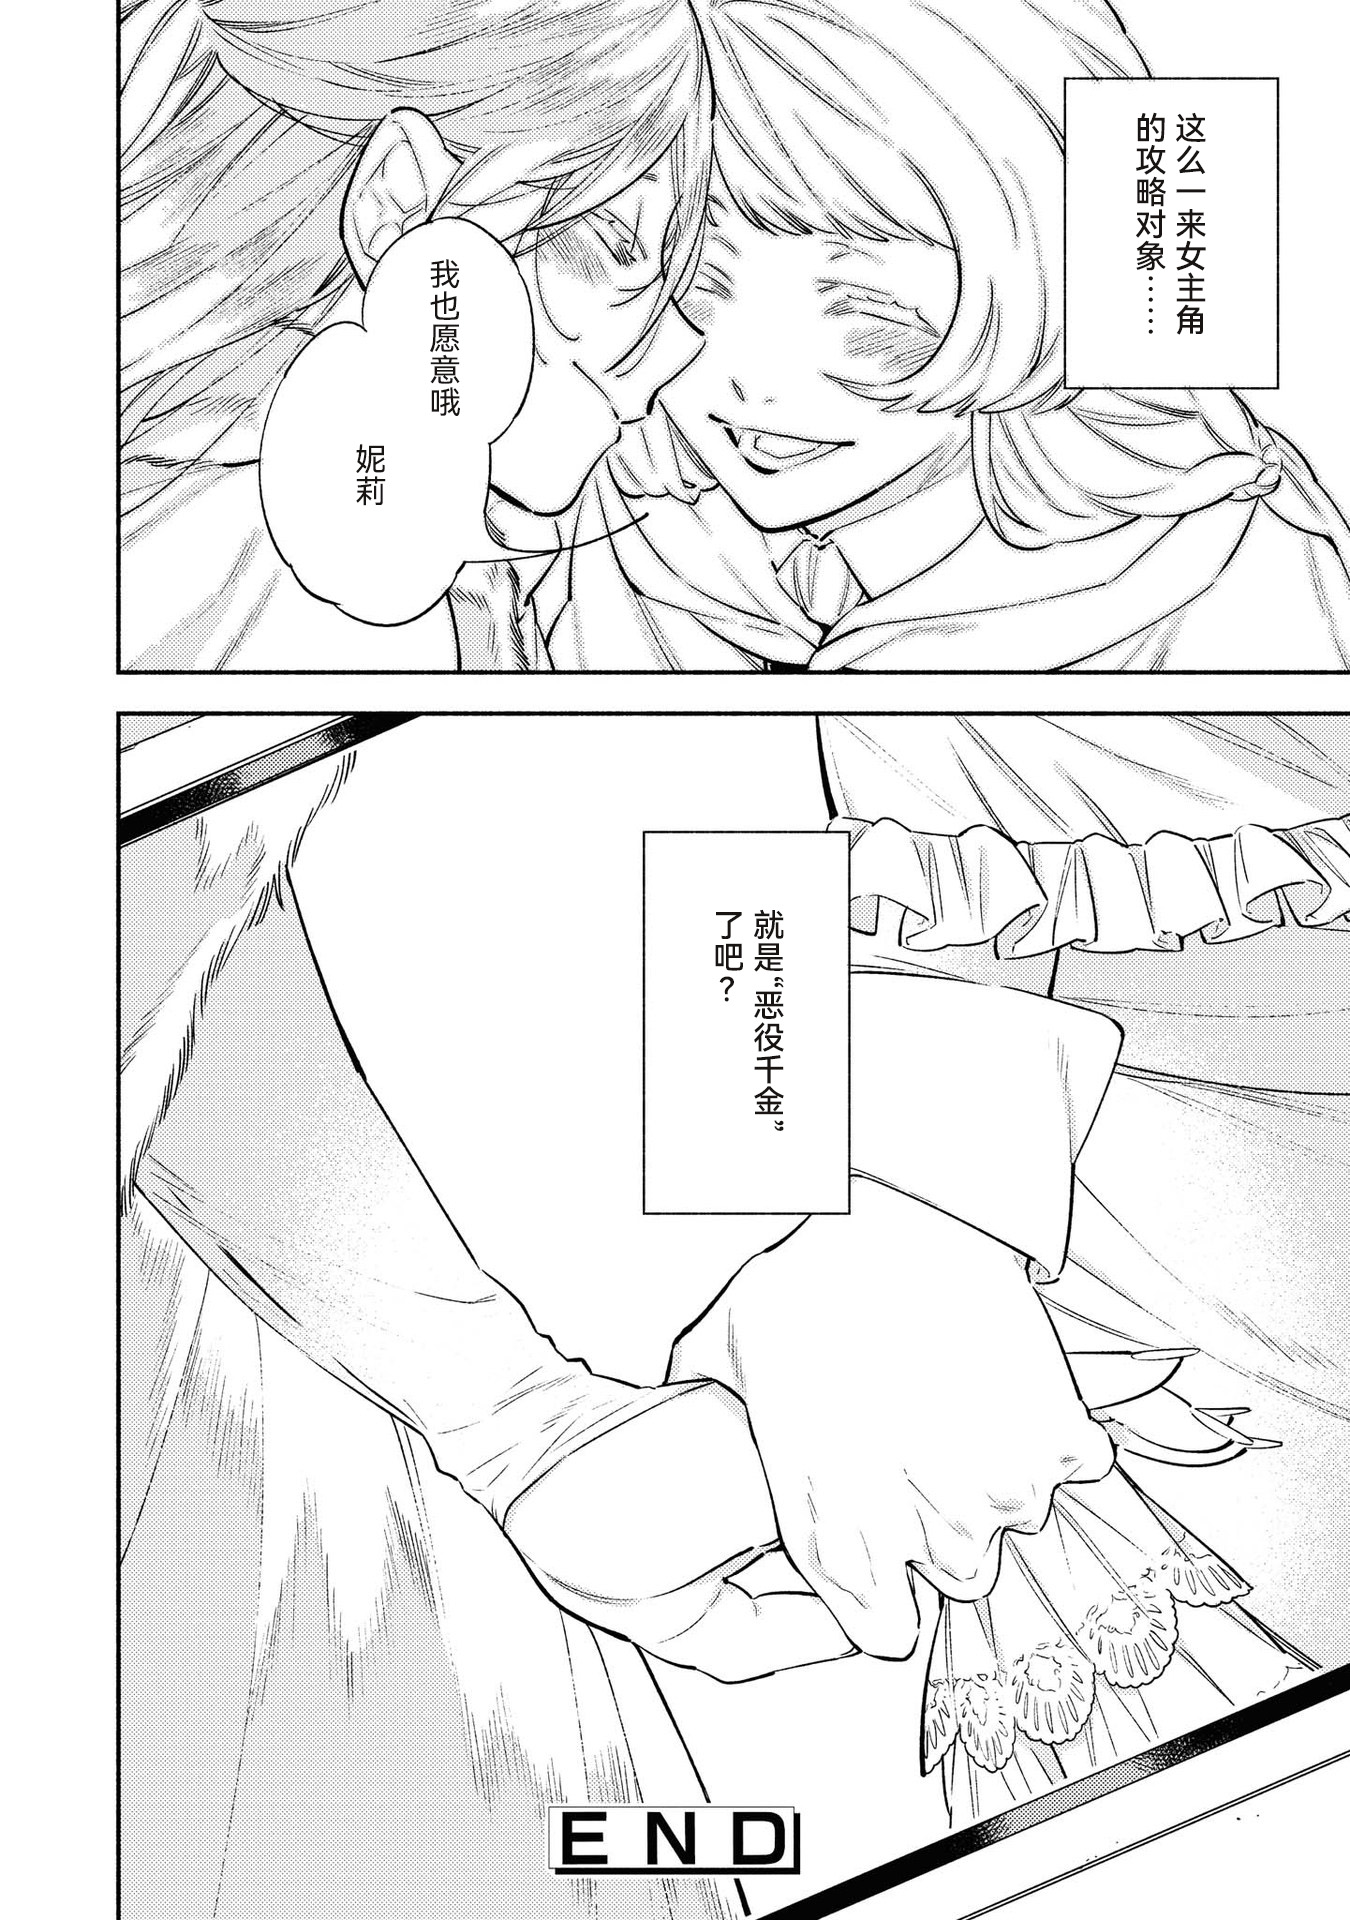 这么一来女主角
的攻略对象……
我也愿意哦
妮莉
就是“恶役千金”
了吧？
END